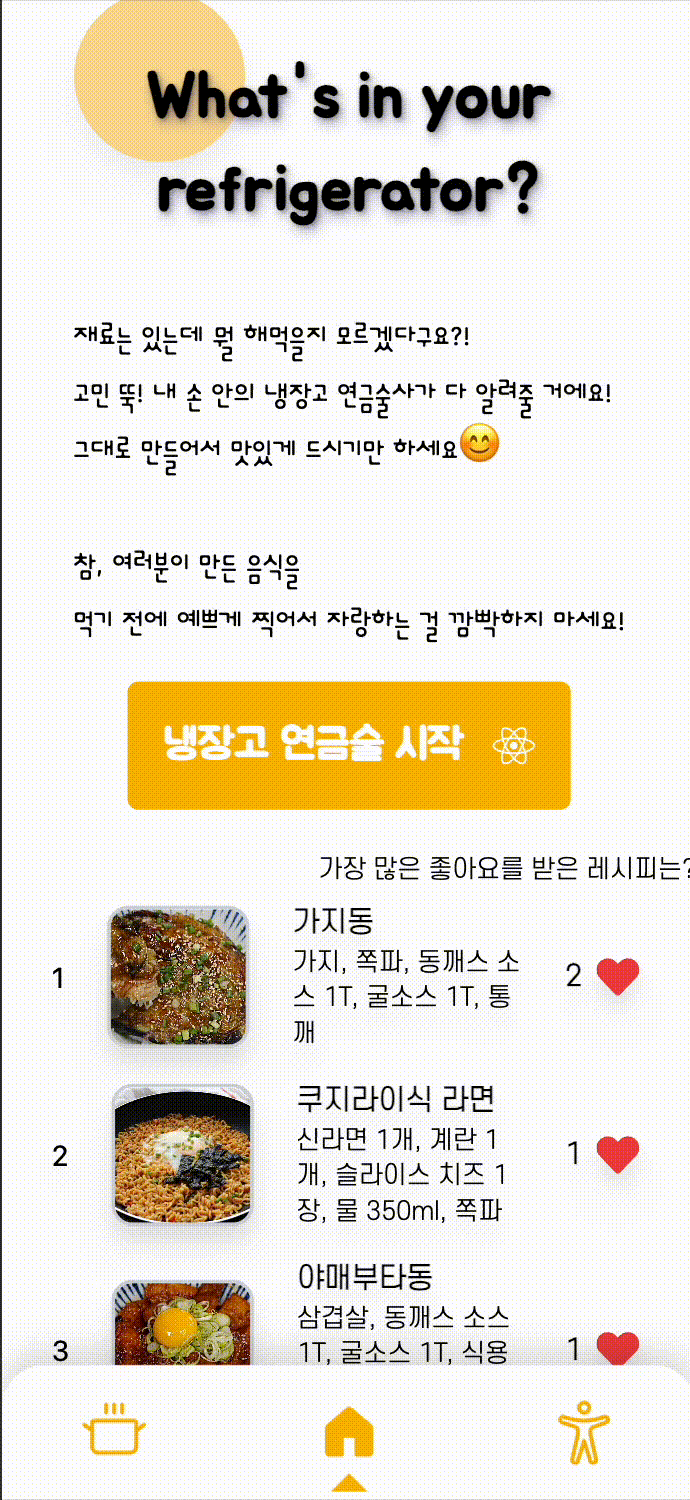 What's in your
refrigerator?
재료는 있는데 뭘 해먹을지 모르겠다구요?!
고민 뚝! 내 손 안의 냉장고 연금술사가 다 알려줄 거에요!
그대로 만들어서 맛있게 드시기만 하세요😊
참, 여러분이 만든 음식을
먹기 전에 예쁘게 찍어서 자랑하는 걸 깜빡하지 마세요!
냉장고 연금술 시작
가장 많은 좋아요를 받은 레시피는?
1
가지동
가지, 쪽파, 동깨스 소
스 1T, 굴소스 1T, 통
깨
2
2
쿠지라이식 라면
신라면 1개, 계란 1
개, 슬라이스 치즈 1
장, 물 350ml, 쪽파
1
3
야매부타동
삼겹살, 동깨스 소스
1T, 굴소스 1T, 식용
1